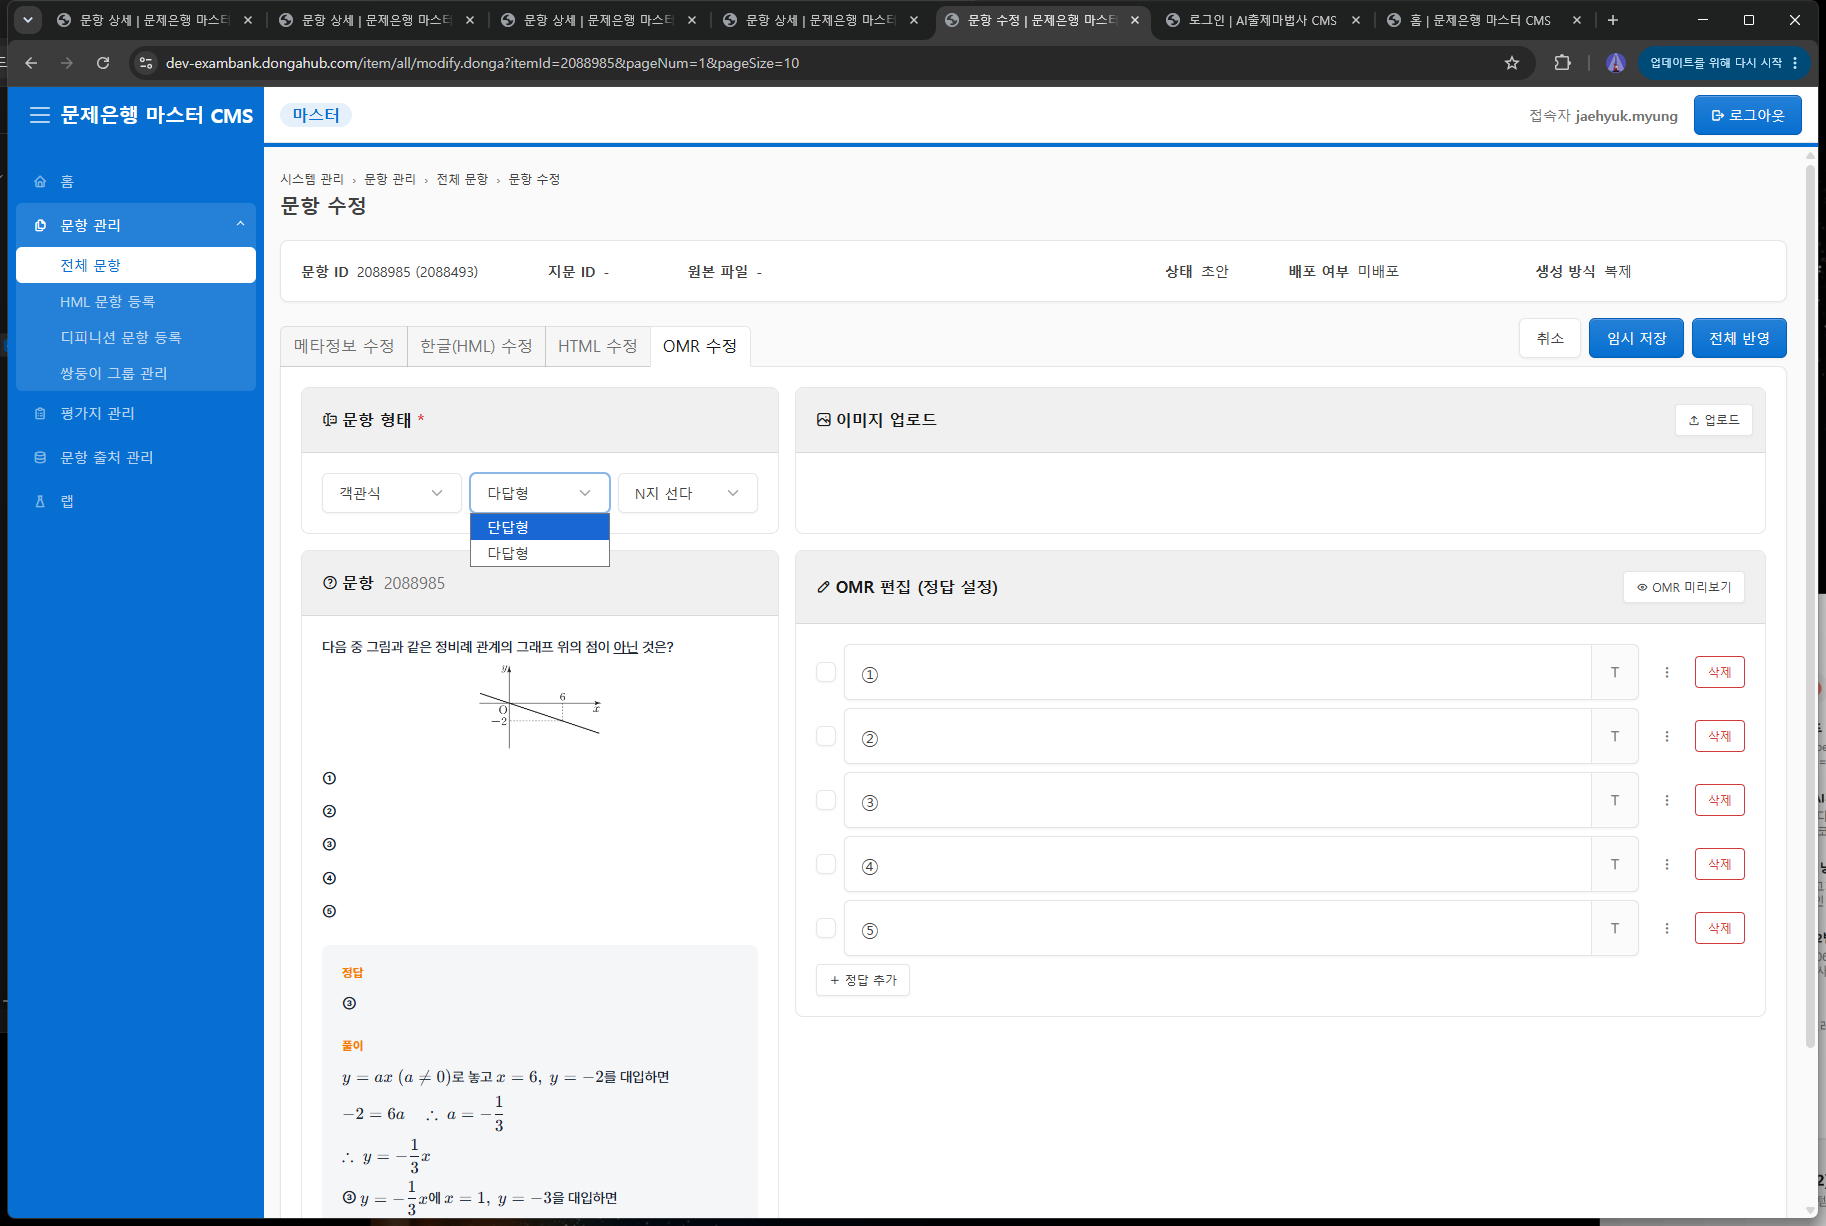 문항 상세 | 문제은행 마스터
문항 상세 | 문제은행 마스터
문항 상세 | 문제은행 마스터
문항 상세 | 문제은행 마스터
문항 수정 | 문제은행 마스터
로그인 | AI출제마법사 CMS
홈 | 문제은행 마스터 CMS
dev-exambank.dongahub.com/item/all/modify.donga?itemId=2088985&pageNum=1&pageSize=10
업데이트를 위해 다시 시작
문제은행 마스터 CMS
마스터
접속자 jaehyuk.myung
로그아웃
홈
문항 관리
전체 문항
HML 문항 등록
디피니션 문항 등록
쌍둥이 그룹 관리
평가지 관리
문항 출처 관리
랩
시스템 관리 › 문항 관리 › 전체 문항 › 문항 수정
문항 수정
문항 ID 2088985 (2088493) 지문 ID - 원본 파일 - 상태 초안 배포 여부 미배포 생성 방식 복제
메타정보 수정 한글(HML) 수정 HTML 수정 OMR 수정
취소 임시 저장 전체 반영
문항 형태 *
객관식 다답형 N지 선다
단답형
다답형
이미지 업로드
업로드
문항 2088985
다음 중 그림과 같은 정비례 관계의 그래프 위의 점이 아닌 것은?
y
6
O
x
−2
①
②
③
④
⑤
정답
③
풀이
y = ax (a ≠ 0)로 놓고 x = 6, y = −2를 대입하면
−2 = 6a ∴ a = −1/3
∴ y = −1/3x
③ y = −1/3x에 x = 1, y = −3을 대입하면
OMR 편집 (정답 설정)
OMR 미리보기
① T 삭제
② T 삭제
③ T 삭제
④ T 삭제
⑤ T 삭제
+ 정답 추가